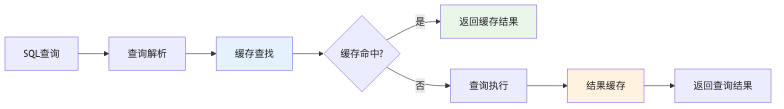 SQL查询
查询解析
缓存查找
缓存命中?
是
返回缓存结果
否
查询执行
结果缓存
返回查询结果